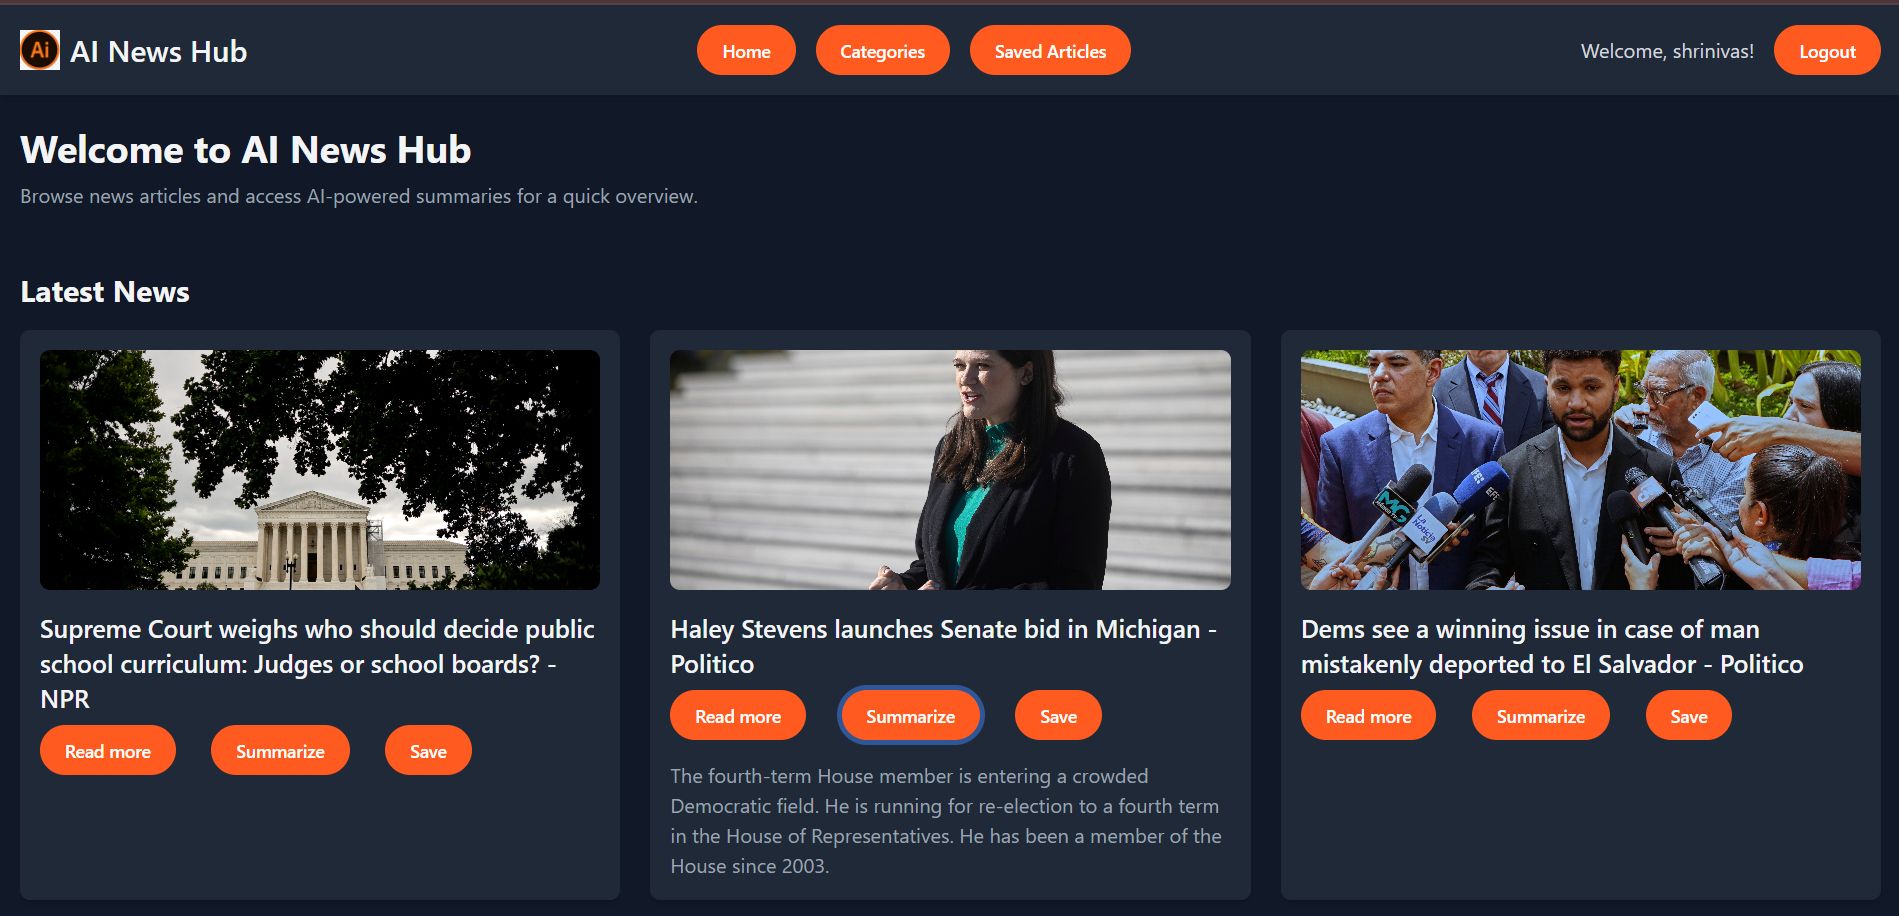 Ai AI News Hub
Home
Categories
Saved Articles
Welcome, shrinivas!
Logout
Welcome to AI News Hub
Browse news articles and access AI-powered summaries for a quick overview.
Latest News
MG
La
Noticia
SV
EFE
Supreme Court weighs who should decide public
school curriculum: Judges or school boards? -
NPR
Read more
Summarize
Save
Haley Stevens launches Senate bid in Michigan -
Politico
Read more
Summarize
Save
The fourth-term House member is entering a crowded
Democratic field. He is running for re-election to a fourth term
in the House of Representatives. He has been a member of the
House since 2003.
Dems see a winning issue in case of man
mistakenly deported to El Salvador - Politico
Read more
Summarize
Save